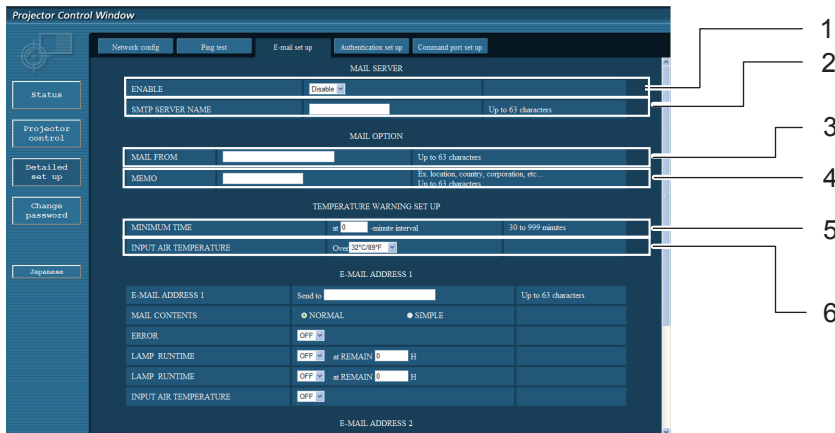 Projector Control Window
Network config Ping test E-mail set up Authentication set up Command port set up
MAIL SERVER
ENABLE Disable
SMTP SERVER NAME Up to 63 characters
MAIL OPTION
MAIL FROM Up to 63 characters
MEMO Ex. location, country, corporation, etc...
Up to 63 characters
TEMPERATURE WARNING SET UP
MINIMUM TIME at 0 -minute interval 30 to 999 minutes
INPUT AIR TEMPERATURE Over 32°C/89°F
E-MAIL ADDRESS 1
E-MAIL ADDRESS 1 Send to Up to 63 characters
MAIL CONTENTS NORMAL SIMPLE
ERROR OFF
LAMP RUNTIME OFF at REMAIN 0 H
LAMP RUNTIME OFF at REMAIN 0 H
INPUT AIR TEMPERATURE OFF
E-MAIL ADDRESS 2
Status
Projector
control
Detailed
set up
Change
password
Japanese
1
2
3
4
5
6